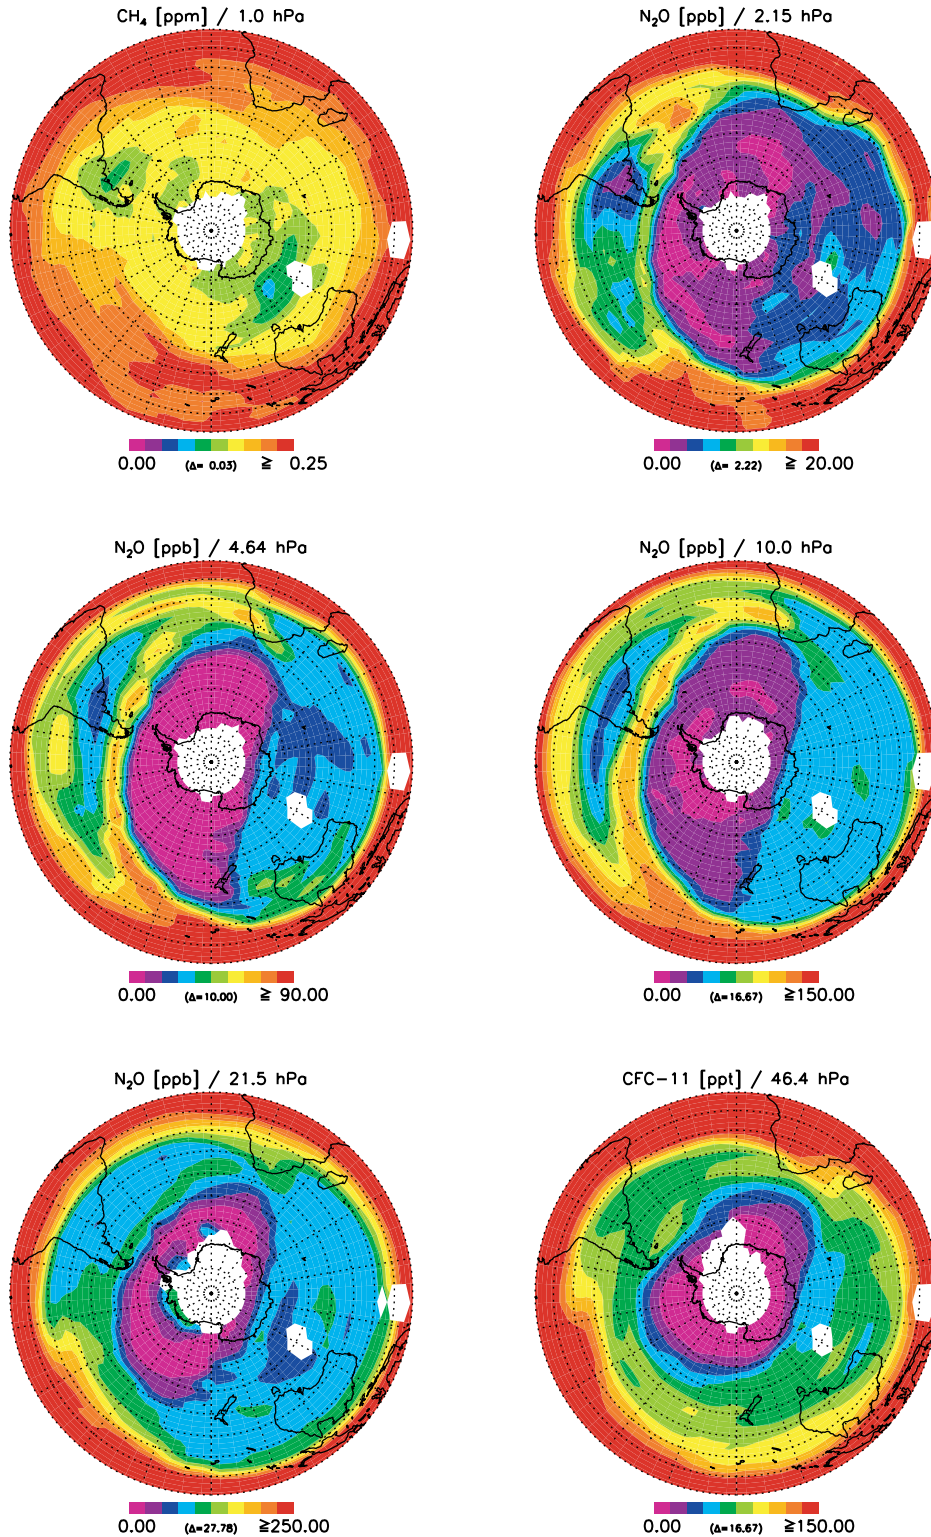 CH₄ [ppm] / 1.0 hPa
N₂O [ppb] / 2.15 hPa
0.00 (Δ= 0.03) ≧ 0.25
0.00 (Δ= 2.22) ≧ 20.00
N₂O [ppb] / 4.64 hPa
N₂O [ppb] / 10.0 hPa
0.00 (Δ=10.00) ≧ 90.00
0.00 (Δ=16.67) ≧150.00
N₂O [ppb] / 21.5 hPa
CFC-11 [ppt] / 46.4 hPa
0.00 (Δ=27.78) ≧250.00
0.00 (Δ=16.67) ≧150.00